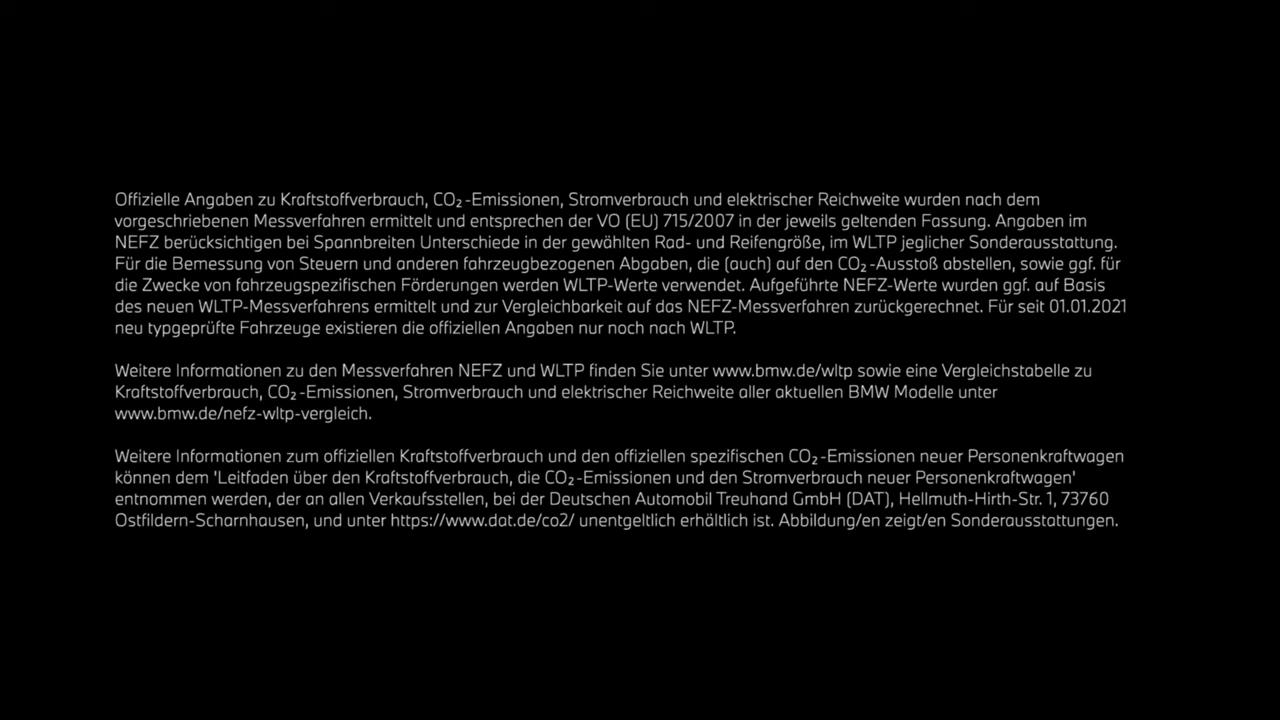 Offizielle Angaben zu Kraftstoffverbrauch, CO₂-Emissionen, Stromverbrauch und elektrischer Reichweite wurden nach dem
vorgeschriebenen Messverfahren ermittelt und entsprechen der VO (EU) 715/2007 in der jeweils geltenden Fassung. Angaben im
NEFZ berücksichtigen bei Spannbreiten Unterschiede in der gewählten Rad- und Reifengröße, im WLTP jeglicher Sonderausstattung.
Für die Bemessung von Steuern und anderen fahrzeugbezogenen Abgaben, die (auch) auf den CO₂-Ausstoß abstellen, sowie ggf. für
die Zwecke von fahrzeugspezifischen Förderungen werden WLTP-Werte verwendet. Aufgeführte NEFZ-Werte wurden ggf. auf Basis
des neuen WLTP-Messverfahrens ermittelt und zur Vergleichbarkeit auf das NEFZ-Messverfahren zurückgerechnet. Für seit 01.01.2021
neu typgeprüfte Fahrzeuge existieren die offiziellen Angaben nur noch nach WLTP.
Weitere Informationen zu den Messverfahren NEFZ und WLTP finden Sie unter www.bmw.de/wltp sowie eine Vergleichstabelle zu
Kraftstoffverbrauch, CO₂-Emissionen, Stromverbrauch und elektrischer Reichweite aller aktuellen BMW Modelle unter
www.bmw.de/nefz-wltp-vergleich.
Weitere Informationen zum offiziellen Kraftstoffverbrauch und den offiziellen spezifischen CO₂-Emissionen neuer Personenkraftwagen
können dem 'Leitfaden über den Kraftstoffverbrauch, die CO₂-Emissionen und den Stromverbrauch neuer Personenkraftwagen'
entnommen werden, der an allen Verkaufsstellen, bei der Deutschen Automobil Treuhand GmbH (DAT), Hellmuth-Hirth-Str. 1, 73760
Ostfildern-Scharnhausen, und unter https://www.dat.de/co2/ unentgeltlich erhältlich ist. Abbildung/en zeigt/en Sonderausstattungen.